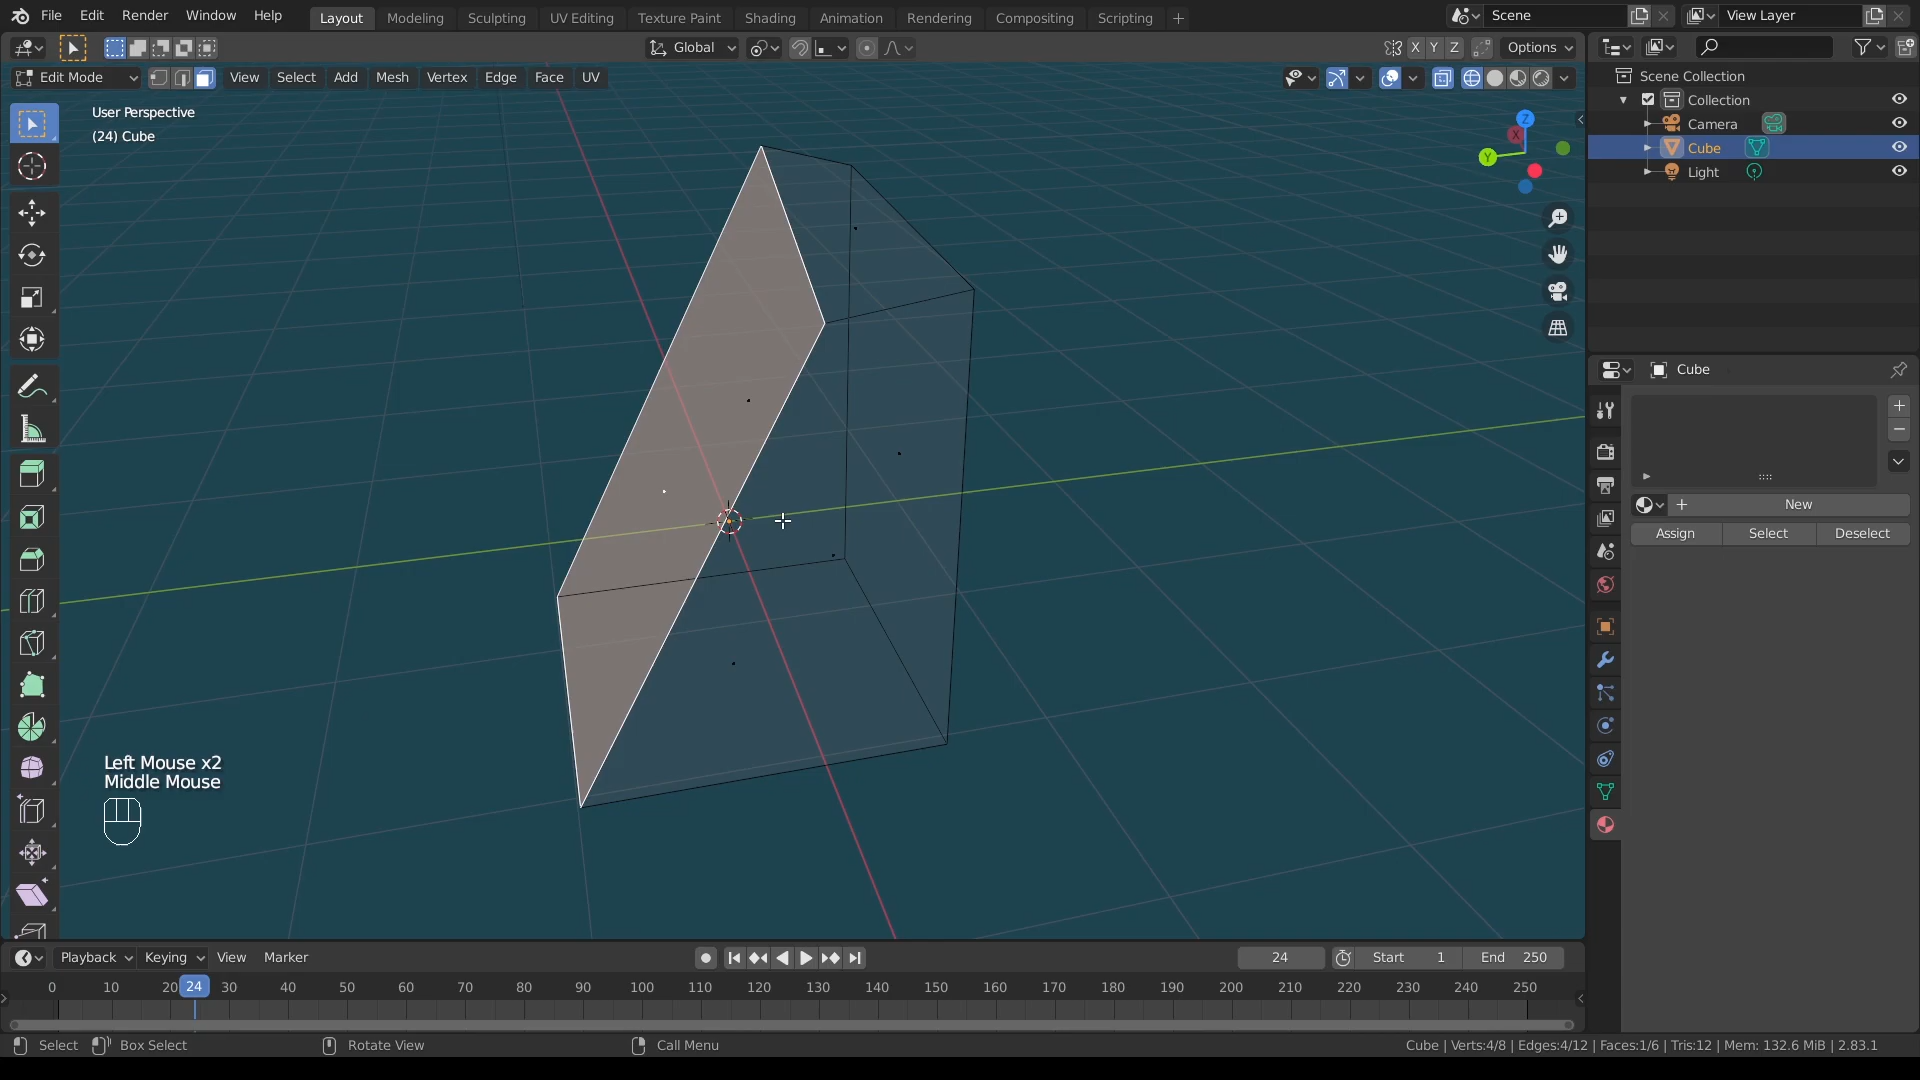 File Edit Render Window Help Layout Modeling Sculpting UV Editing Texture Paint Shading Animation Rendering Compositing Scripting + Scene View Layer
Global X Y Z Options
Edit Mode View Select Add Mesh Vertex Edge Face UV
User Perspective
(24) Cube
Z
X
Y
Scene Collection
Collection
Camera
Cube
Light
Cube
+ New
Assign Select Deselect
Left Mouse x2
Middle Mouse
Playback Keying View Marker 24 Start 1 End 250
0 10 20 24 30 40 50 60 70 80 90 100 110 120 130 140 150 160 170 180 190 200 210 220 230 240 250
Select Box Select Rotate View Call Menu Cube | Verts:4/8 | Edges:4/12 | Faces:1/6 | Tris:12 | Mem: 132.6 MiB | 2.83.1